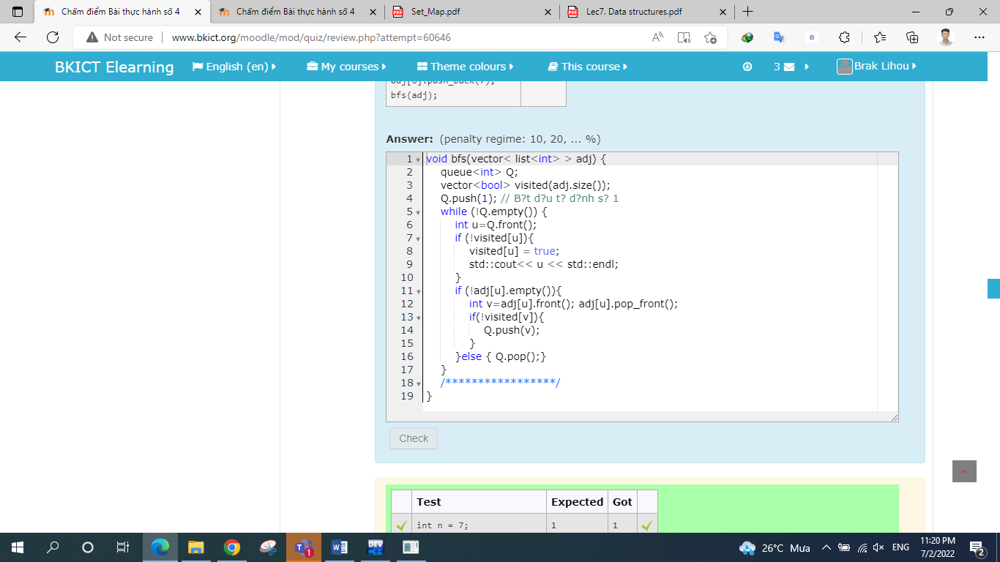 Chấm điểm Bài thực hành số 4
Chấm điểm Bài thực hành số 4
Set_Map.pdf
Lec7. Data structures.pdf
Not secure
www.bkict.org/moodle/mod/quiz/review.php?attempt=60646
BKICT Elearning
English (en)
My courses
Theme colours
This course
3
Brak Lihou
bfs(adj);
Answer: (penalty regime: 10, 20, ... %)
1 void bfs(vector< list<int> > adj) {
2 queue<int> Q;
3 vector<bool> visited(adj.size());
4 Q.push(1); // B?t d?u t? d?nh s? 1
5 while (!Q.empty()) {
6 int u=Q.front();
7 if (!visited[u]){
8 visited[u] = true;
9 std::cout<< u << std::endl;
10 }
11 if (!adj[u].empty()){
12 int v=adj[u].front(); adj[u].pop_front();
13 if(!visited[v]){
14 Q.push(v);
15 }
16 }else { Q.pop();}
17 }
18 /*****************/
19 }
Check
Test Expected Got
int n = 7; 1 1
26°C Mưa
ENG
11:20 PM
7/2/2022